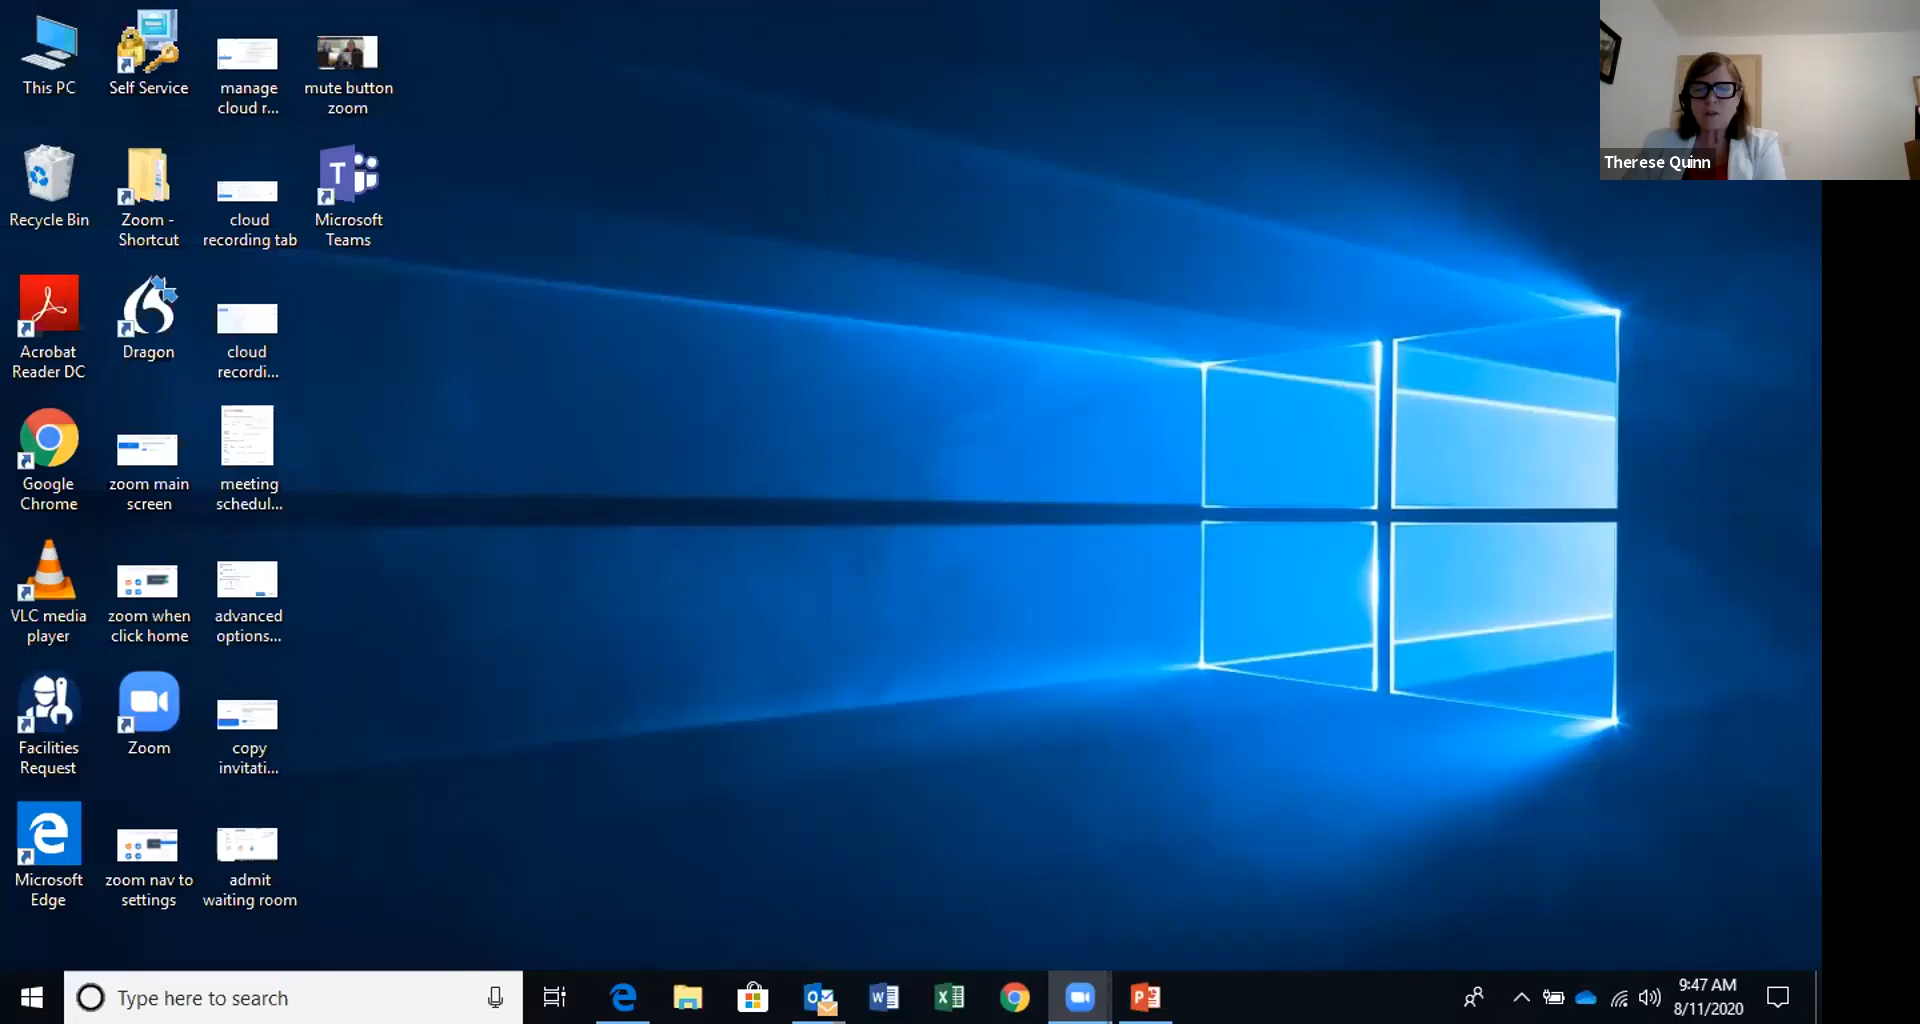 This PC
Self Service
manage
cloud r...
mute button
zoom
Therese Quinn
Recycle Bin
Zoom -
Shortcut
cloud
recording tab
Microsoft
Teams
Acrobat
Reader DC
Dragon
cloud
recordi...
Google
Chrome
zoom main
screen
meeting
schedul...
VLC media
player
zoom when
click home
advanced
options...
Facilities
Request
Zoom
copy
invitati...
Microsoft
Edge
zoom nav to
settings
admit
waiting room
Type here to search
9:47 AM
8/11/2020